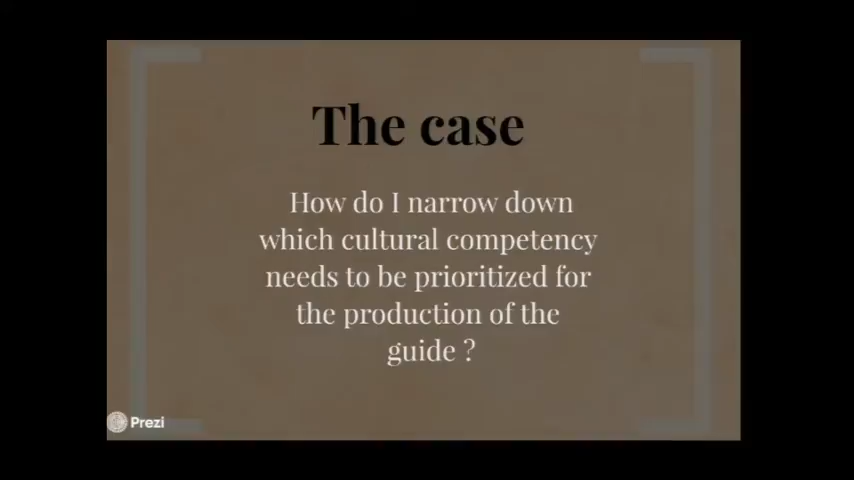 The case
How do I narrow down
which cultural competency
needs to be prioritized for
the production of the
guide ?
Prezi